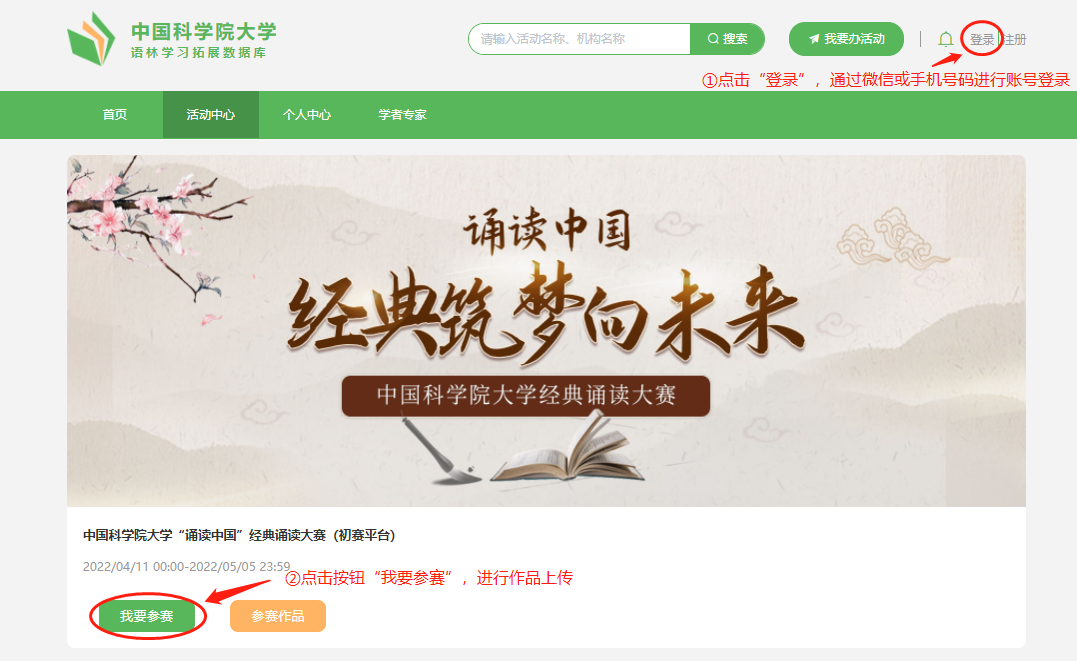 中国科学院大学
语林学习拓展数据库
请输入活动名称、机构名称
搜索
我要办活动
登录
注册
①点击“登录”，通过微信或手机号码进行账号登录
首页
活动中心
个人中心
学者专家
诵读中国
经典筑梦向未来
中国科学院大学经典诵读大赛
中国科学院大学“诵读中国”经典诵读大赛（初赛平台）
2022/04/11 00:00-2022/05/05 23:59
②点击按钮“我要参赛”，进行作品上传
我要参赛
参赛作品